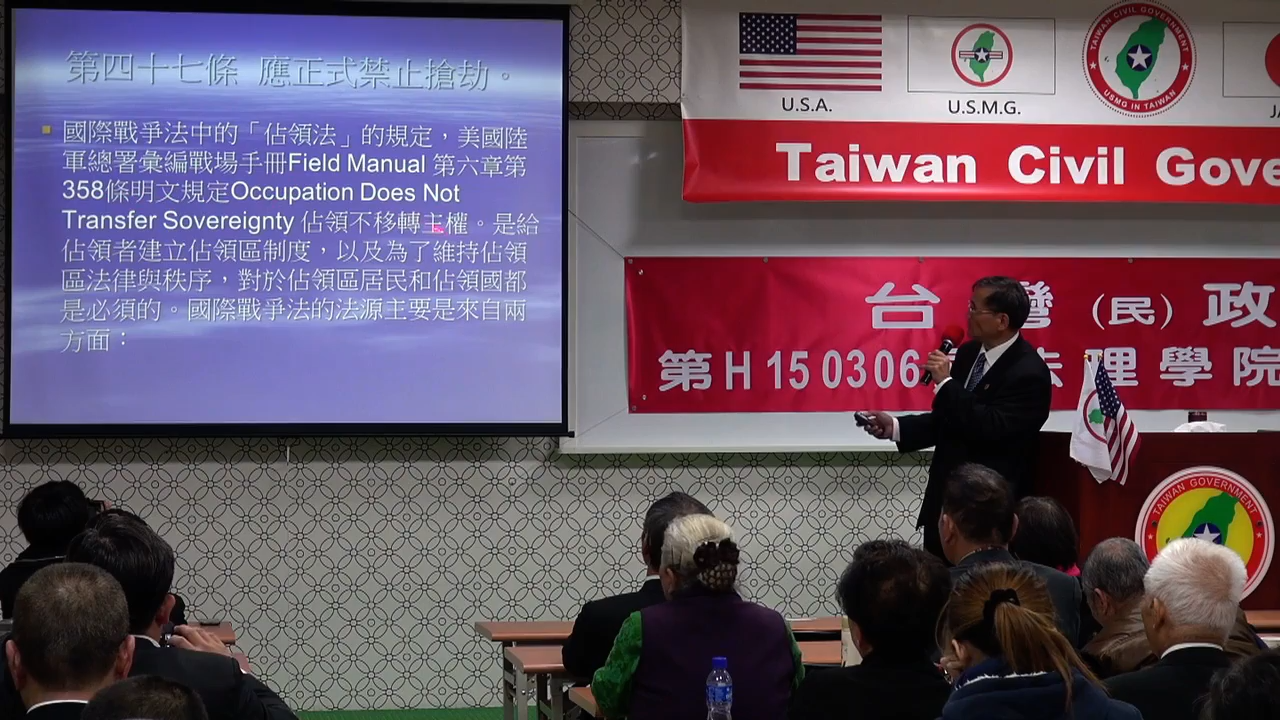 第四十七條 應正式禁止搶劫。
國際戰爭法中的「佔領法」的規定，美國陸
軍總署彙編戰場手冊Field Manual 第六章第
358條明文規定Occupation Does Not
Transfer Sovereignty 佔領不移轉主權。是給
佔領者建立佔領區制度，以及為了維持佔領
區法律與秩序，對於佔領區居民和佔領國都
是必須的。國際戰爭法的法源主要是來自兩
方面：
U.S.A.
U.S.M.G.
TAIWAN CIVIL GOVERNMENT
USMG IN TAIWAN
JA
Taiwan Civil Gove
台灣（民）政
第H150306 法理學院
TAIWAN GOVERNMENT